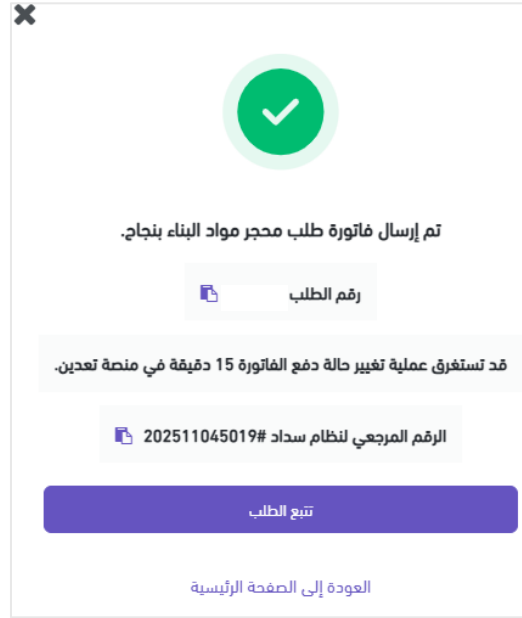 تم إرسال فاتورة طلب محجر مواد البناء بنجاح.
رقم الطلب
قد تستغرق عملية تغيير حالة دفع الفاتورة 15 دقيقة في منصة تعدين.
الرقم المرجعي لنظام سداد #202511045019
تتبع الطلب
العودة إلى الصفحة الرئيسية